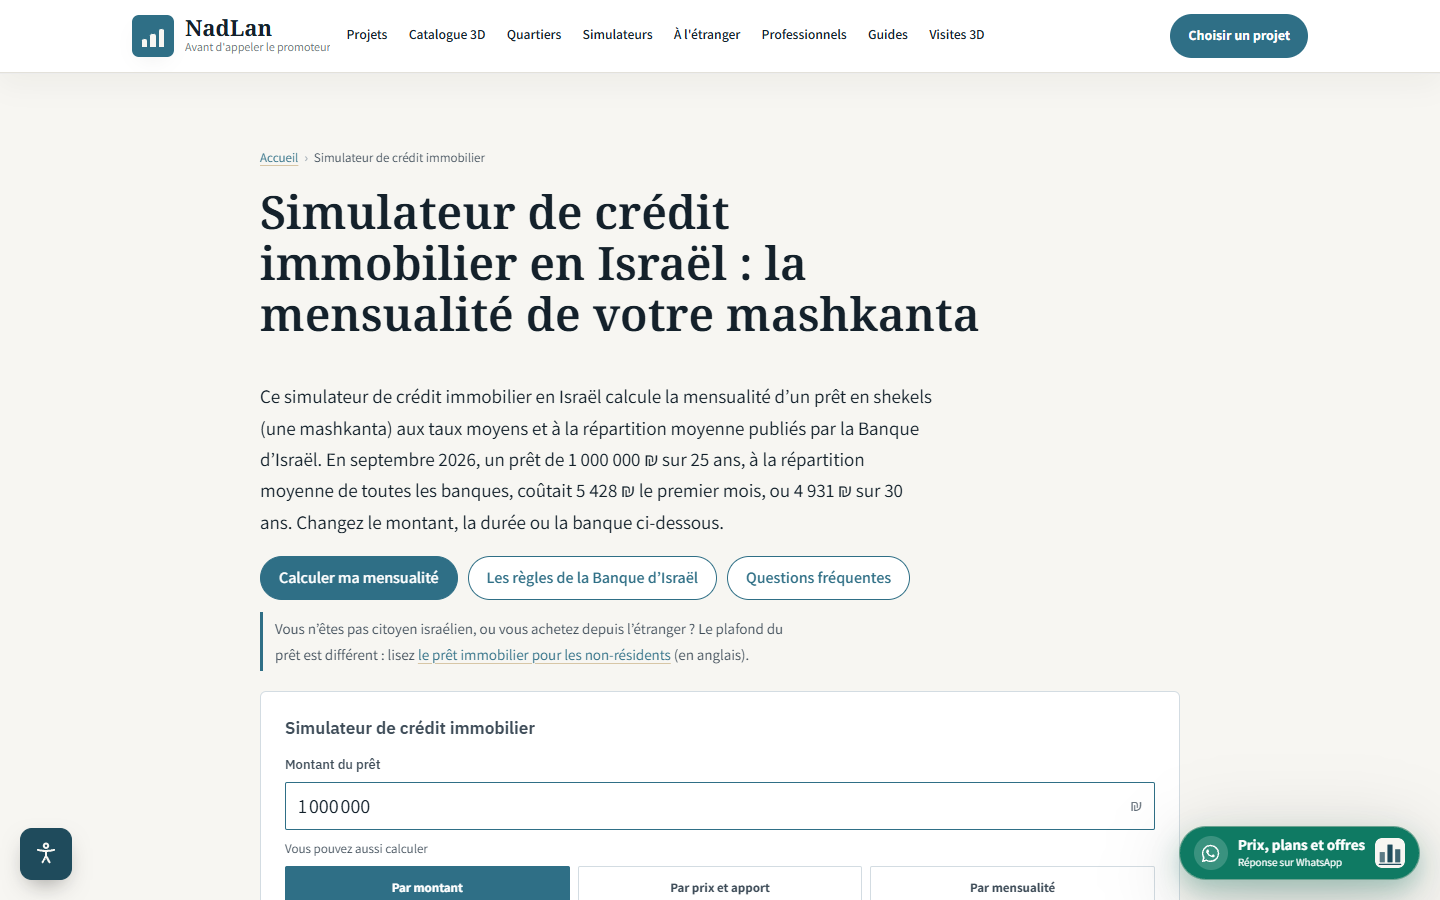 NadLan
Avant d'appeler le promoteur
Projets
Catalogue 3D
Quartiers
Simulateurs
À l'étranger
Professionnels
Guides
Visites 3D
Choisir un projet
Accueil › Simulateur de crédit immobilier
Simulateur de crédit
immobilier en Israël : la
mensualité de votre mashkanta
Ce simulateur de crédit immobilier en Israël calcule la mensualité d’un prêt en shekels
(une mashkanta) aux taux moyens et à la répartition moyenne publiés par la Banque
d’Israël. En septembre 2026, un prêt de 1 000 000 ₪ sur 25 ans, à la répartition
moyenne de toutes les banques, coûtait 5 428 ₪ le premier mois, ou 4 931 ₪ sur 30
ans. Changez le montant, la durée ou la banque ci-dessous.
Calculer ma mensualité
Les règles de la Banque d’Israël
Questions fréquentes
Vous n’êtes pas citoyen israélien, ou vous achetez depuis l’étranger ? Le plafond du
prêt est différent : lisez le prêt immobilier pour les non-résidents (en anglais).
Simulateur de crédit immobilier
Montant du prêt
1 000 000 ₪
Vous pouvez aussi calculer
Par montant
Par prix et apport
Par mensualité
Prix, plans et offres
Réponse sur WhatsApp